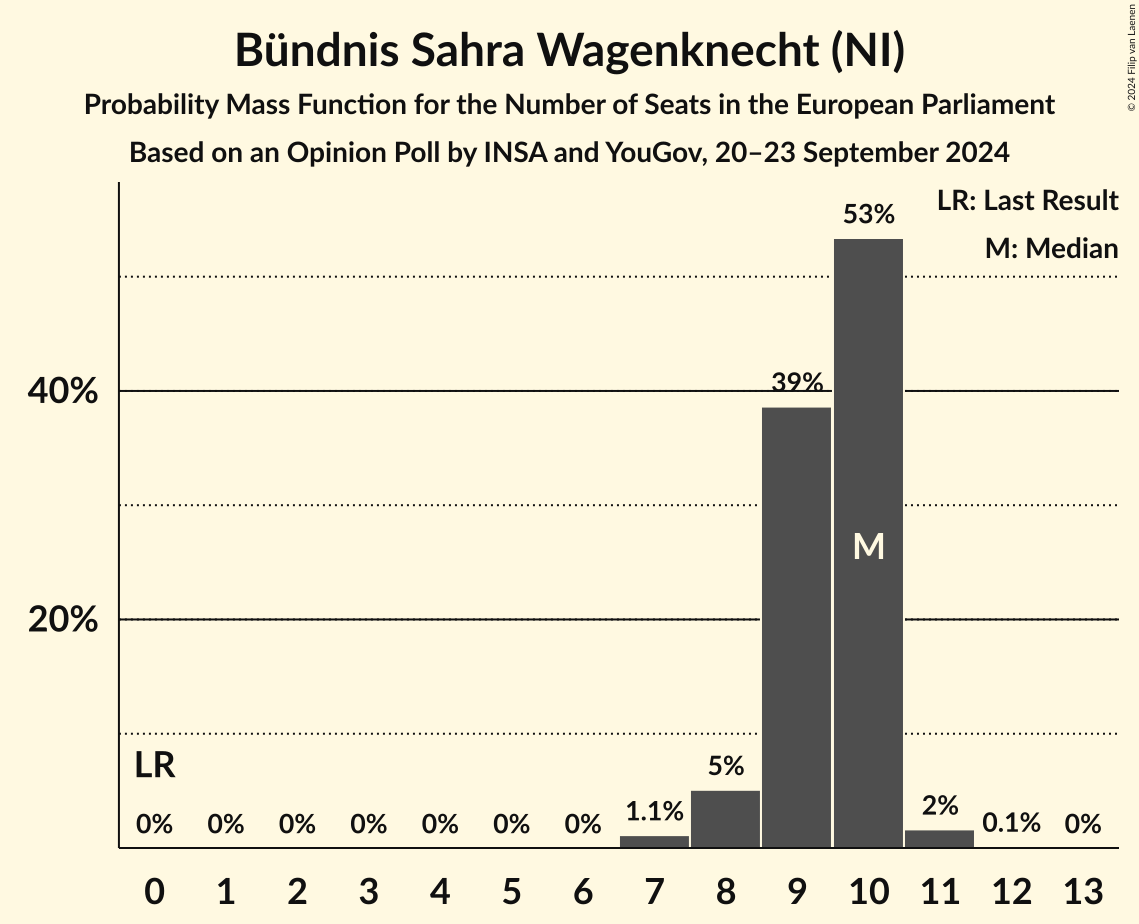 Bündnis Sahra Wagenknecht (NI)
Probability Mass Function for the Number of Seats in the European Parliament
Based on an Opinion Poll by INSA and YouGov, 20–23 September 2024
© 2024 Filip van Laenen
LR: Last Result
M: Median
53%
40%
39%
M
20%
LR
5%
0% 0% 0% 0% 0% 0% 0% 1.1% 2% 0.1% 0%
0 1 2 3 4 5 6 7 8 9 10 11 12 13